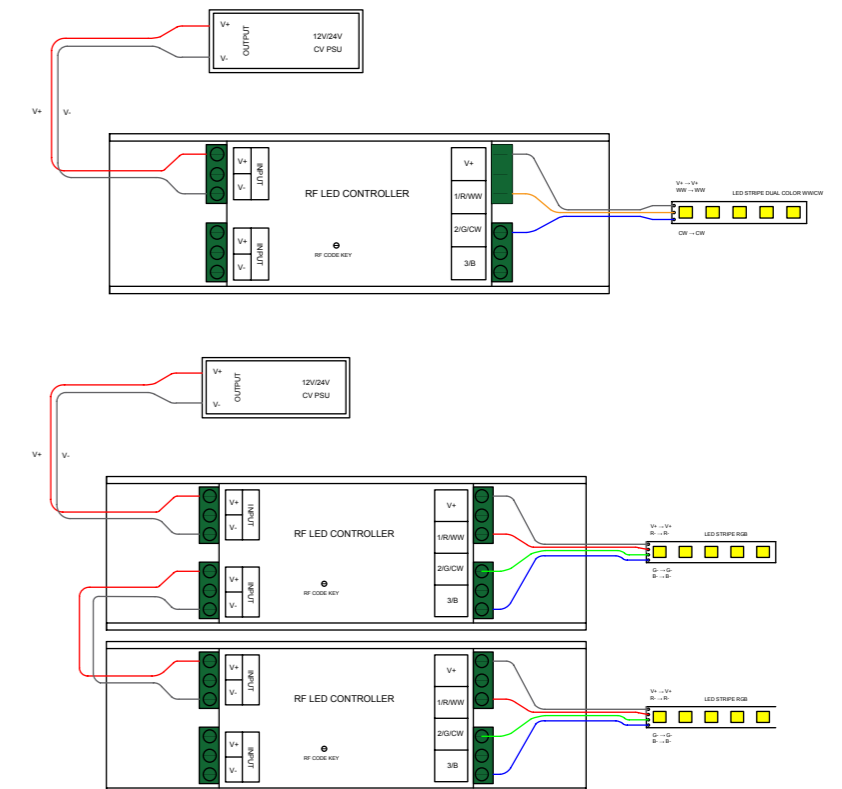 V+
V-
OUTPUT
12V/24V
CV PSU
V+
V-
V+
V-
INPUT
V+
V-
INPUT
RF LED CONTROLLER
RF CODE KEY
V+
1/R/WW
2/G/CW
3/B
V+ → V+
WW → WW
LED STRIPE DUAL COLOR WW/CW
CW → CW
V+
V-
OUTPUT
12V/24V
CV PSU
V+
V-
V+
V-
INPUT
V+
V-
INPUT
RF LED CONTROLLER
RF CODE KEY
V+
1/R/WW
2/G/CW
3/B
V+ → V+
R- → R-
LED STRIPE RGB
G- → G-
B- → B-
V+
V-
INPUT
V+
V-
INPUT
RF LED CONTROLLER
RF CODE KEY
V+
1/R/WW
2/G/CW
3/B
V+ → V+
R- → R-
LED STRIPE RGB
G- → G-
B- → B-